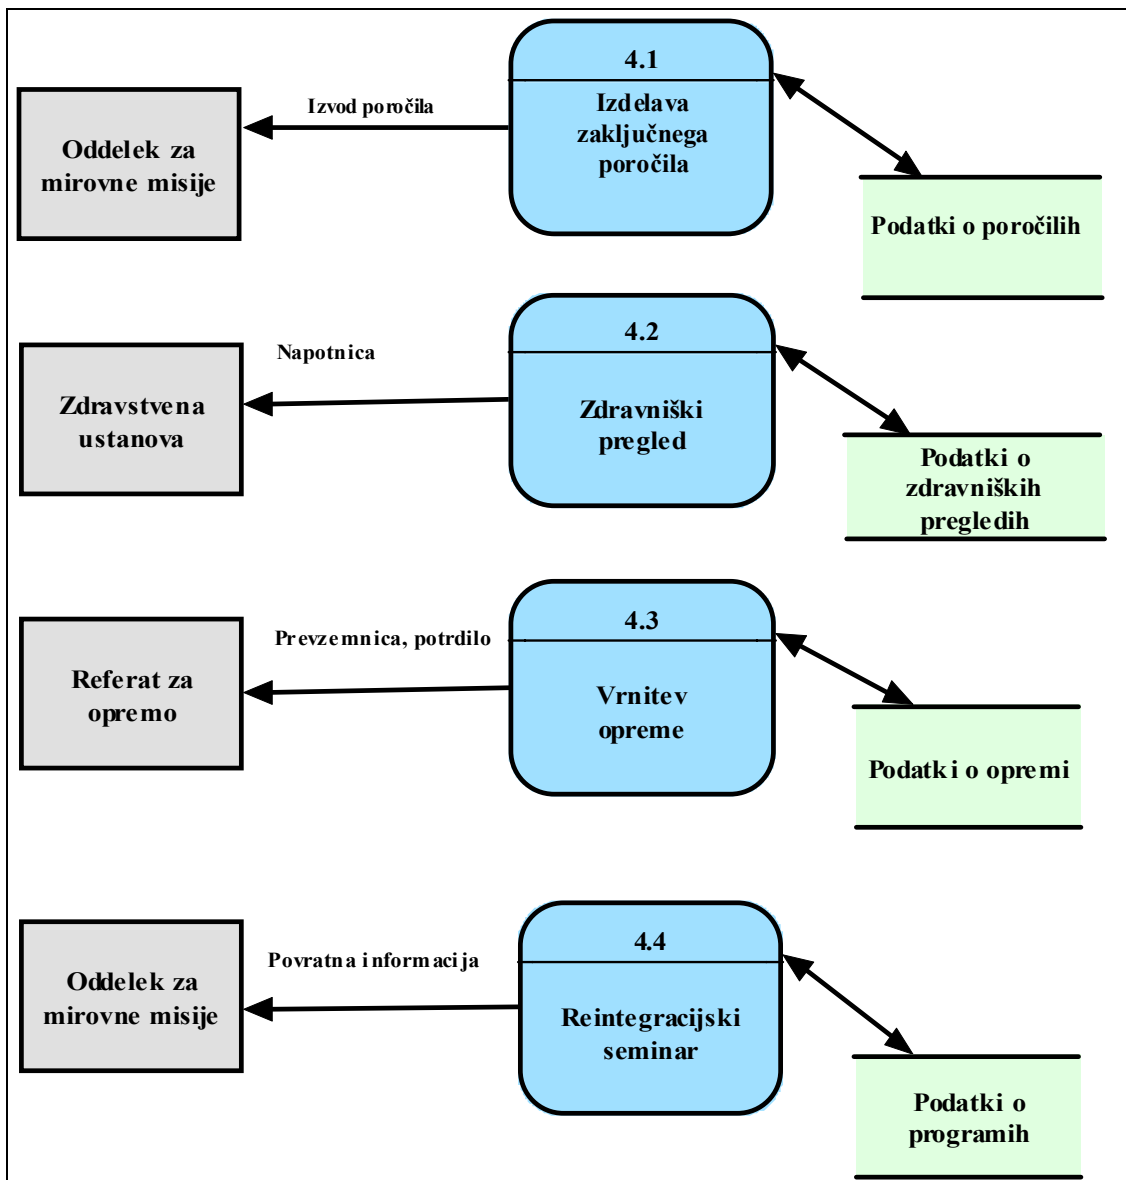 4.1
Izvod poročila
Izdelava
zaključnega
poročila
Oddelek za
mirovne misije
Podatki o poročilih
4.2
Napotnica
Zdravstvena
ustanova
Zdravniški
pregled
Podatki o
zdravniških
pregledih
4.3
Prevzemnica, potrdilo
Referat za
opremo
Vrnitev
opreme
Podatki o opremi
4.4
Povratna informacija
Oddelek za
mirovne misije
Reintegracijski
seminar
Podatki o
programih